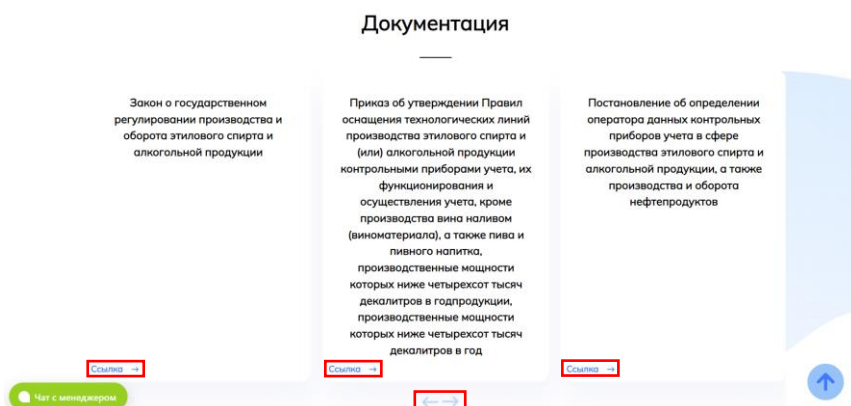 Документация
Закон о государственном
регулировании производства и
оборота этилового спирта и
алкогольной продукции
Ссылка →
Приказ об утверждении Правил
оснащения технологических линий
производства этилового спирта и
(или) алкогольной продукции
контрольными приборами учета, их
функционирования и
осуществления учета, кроме
производства вина наливом
(виноматериала), а также пива и
пивного напитка,
производственные мощности
которых ниже четырехсот тысяч
декалитров в годпродукции,
производственные мощности
которых ниже четырехсот тысяч
декалитров в год
Ссылка →
Постановление об определении
оператора данных контрольных
приборов учета в сфере
производства этилового спирта и
алкогольной продукции, а также
производства и оборота
нефтепродуктов
Ссылка →
Чат с менеджером